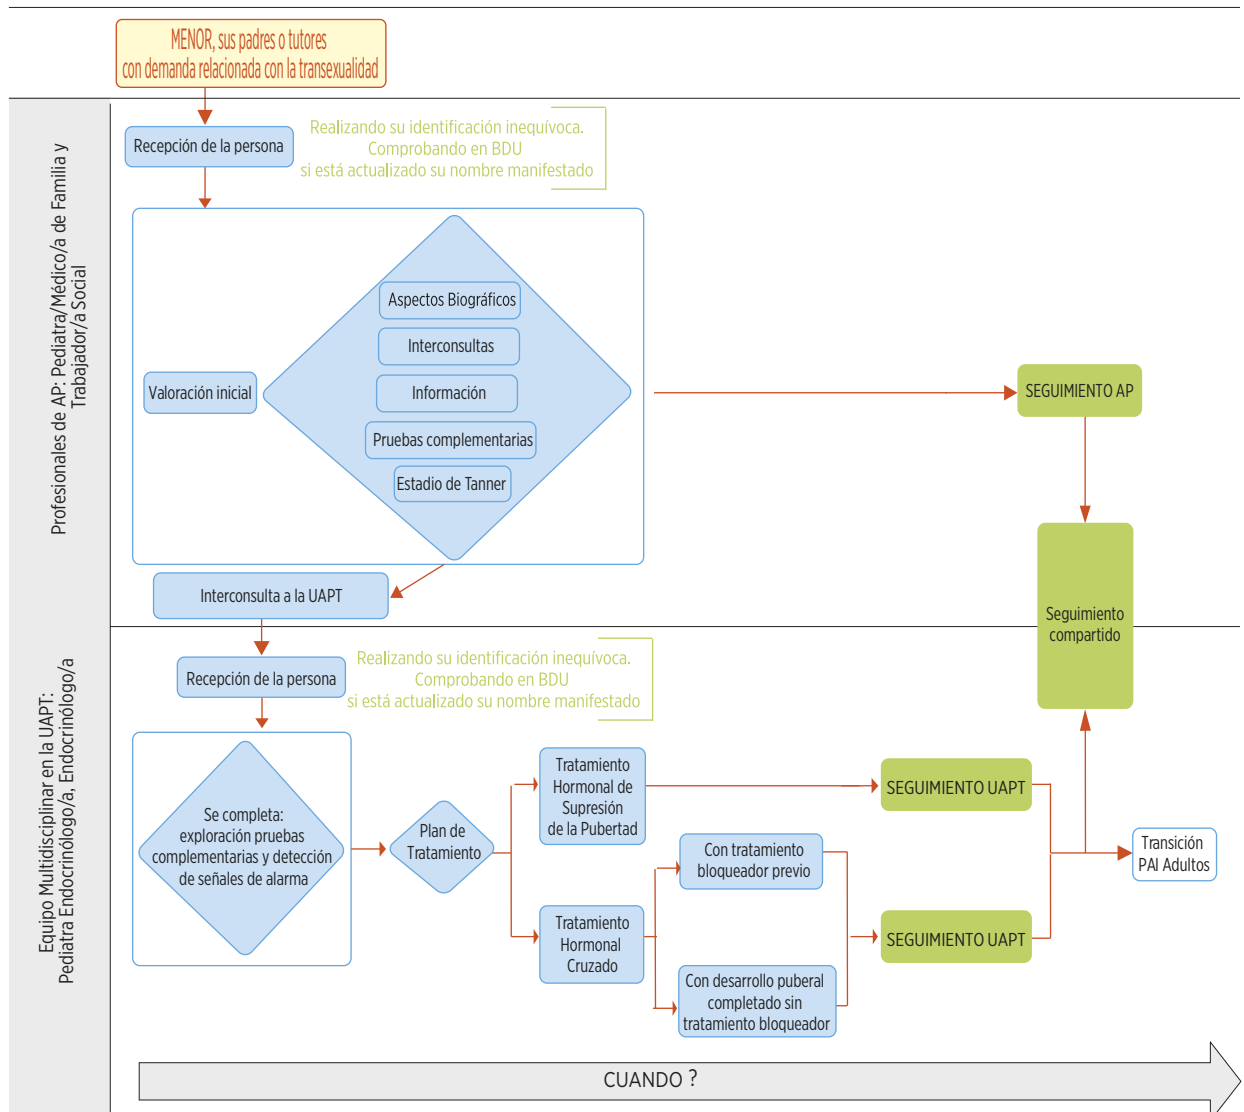 MENOR, sus padres o tutores
con demanda relacionada con la transexualidad
Profesionales de AP: Pediatra/Médico/a de Familia y
Trabajador/a Social
Recepción de la persona
Realizando su identificación inequívoca.
Comprobando en BDU
si está actualizado su nombre manifestado
Valoración inicial
Aspectos Biográficos
Interconsultas
Información
Pruebas complementarias
Estadio de Tanner
SEGUIMIENTO AP
Interconsulta a la UAPT
Seguimiento
compartido
Equipo Multidisciplinar en la UAPT:
Pediatra Endocrinólogo/a, Endocrinólogo/a
Recepción de la persona
Realizando su identificación inequívoca.
Comprobando en BDU
si está actualizado su nombre manifestado
Se completa:
exploración pruebas
complementarias y detección
de señales de alarma
Plan de
Tratamiento
Tratamiento
Hormonal de
Supresión
de la Pubertad
SEGUIMIENTO UAPT
Tratamiento
Hormonal
Cruzado
Con tratamiento
bloqueador previo
Con desarrollo puberal
completado sin
tratamiento bloqueador
SEGUIMIENTO UAPT
Transición
PAI Adultos
CUANDO ?